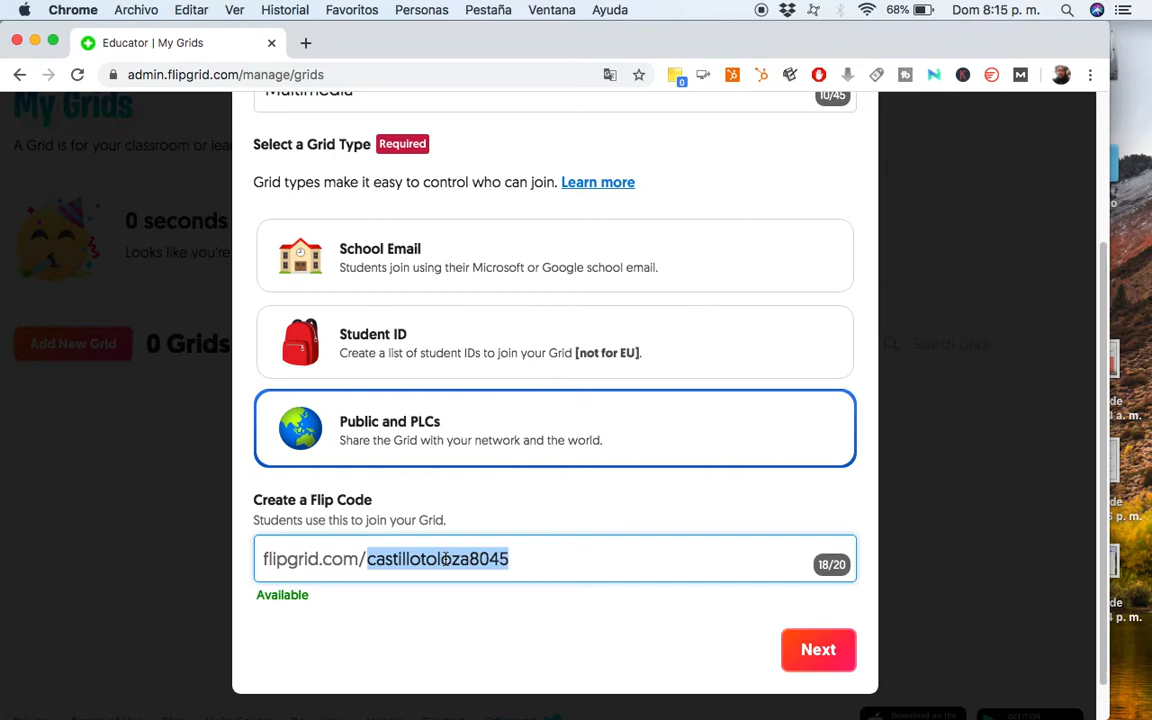 Chrome Archivo Editar Ver Historial Favoritos Personas Pestaña Ventana Ayuda 68% Dom 8:15 p. m.
Educator | My Grids
admin.flipgrid.com/manage/grids
0
My Grids
A Grid is for your classroom or lea
0 seconds
Looks like you're
Add New Grid
0 Grids
Search Grids
Multimedia
10/45
Select a Grid Type Required
Grid types make it easy to control who can join. Learn more
School Email
Students join using their Microsoft or Google school email.
Student ID
Create a list of student IDs to join your Grid [not for EU].
Public and PLCs
Share the Grid with your network and the world.
Create a Flip Code
Students use this to join your Grid.
flipgrid.com/castillotoloza8045
18/20
Available
Next
de
a. m.
de
p. m.
de
p. m.